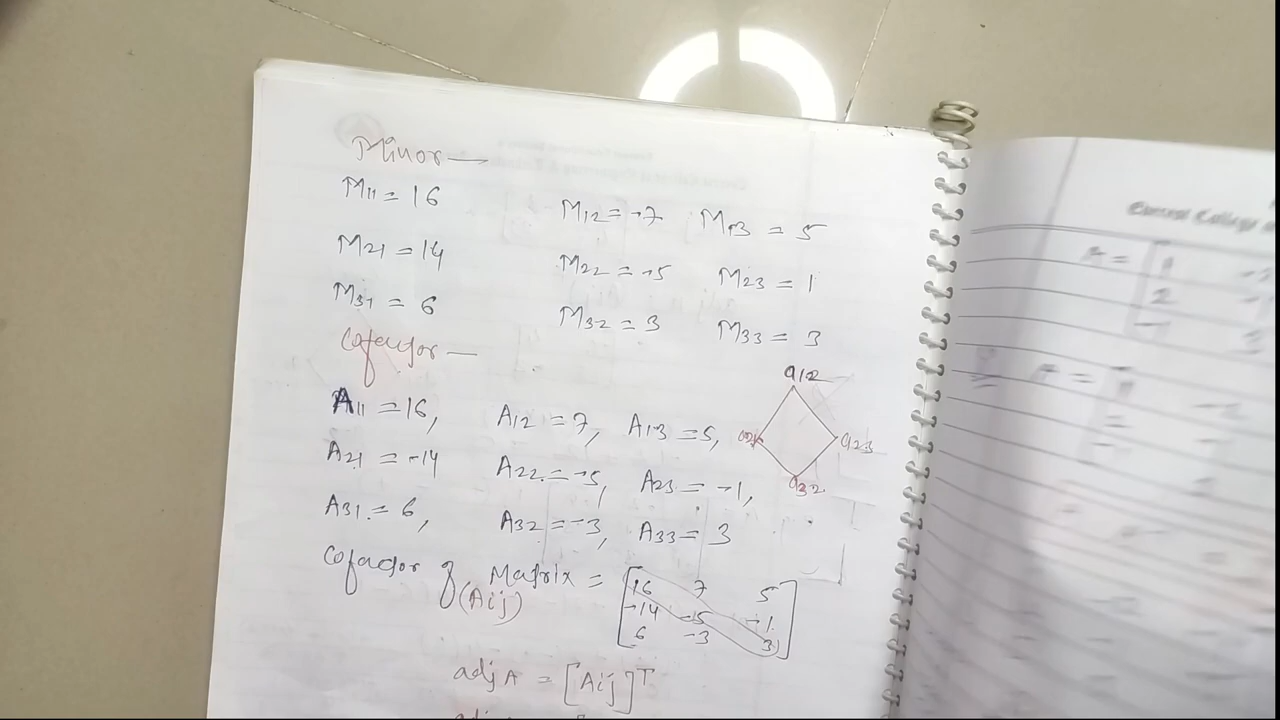 Minor —
M11 = 16 M12 = -7 M13 = 5
M21 = 14 M22 = -5 M23 = 1
M31 = 6 M32 = 3 M33 = 3
Cofactor —
A11 = 16, A12 = 7, A13 = 5,
A21 = -14 A22 = -5, A23 = -1,
A31 = 6, A32 = -3, A33 = 3
a12
a21 a23
a32
Cofactor of Matrix = [16 7 5
(Aij) -14 -5 -1
6 -3 3]
adj A = [Aij]T
College
A = 1
2
A =